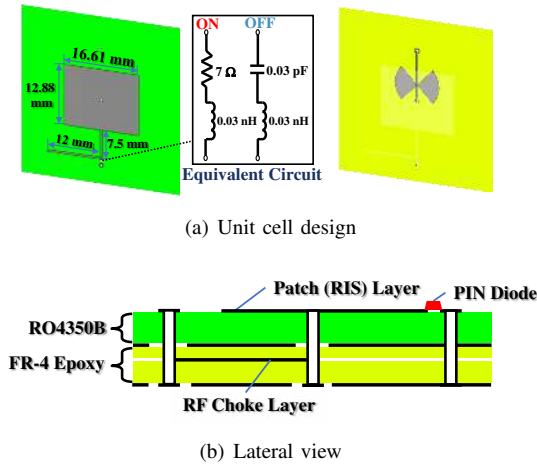 16.61 mm
12.88
mm
12 mm
7.5 mm
ON
OFF
7 Ω
0.03 pF
0.03 nH
0.03 nH
Equivalent Circuit
(a) Unit cell design
Patch (RIS) Layer
PIN Diode
RO4350B
FR-4 Epoxy
RF Choke Layer
(b) Lateral view